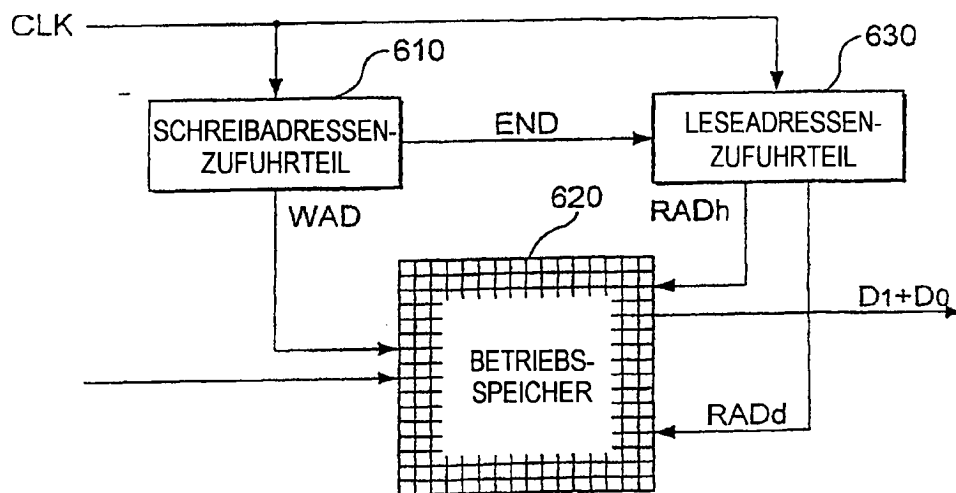 CLK
610
630
SCHREIBADRESSEN-
ZUFUHRTEIL
END
LESEADRESSEN-
ZUFUHRTEIL
WAD
620
RADh
D1+D0
BETRIEBS-
SPEICHER
RADd